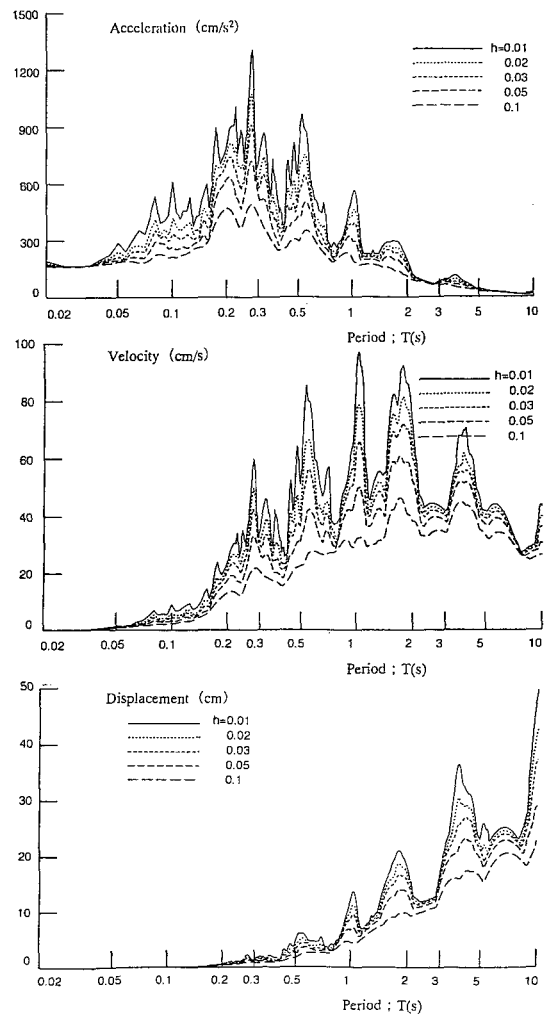 1500
Acceleration (cm/s²)
h=0.01
0.02
0.03
0.05
0.1
1200
900
600
300
0
0.02 0.05 0.1 0.2 0.3 0.5 1 2 3 5 10
Period ; T(s)
100
Velocity (cm/s)
h=0.01
0.02
0.03
0.05
0.1
80
60
40
20
0
0.02 0.05 0.1 0.2 0.3 0.5 1 2 3 5 10
Period ; T(s)
50
Displacement (cm)
h=0.01
0.02
0.03
0.05
0.1
40
30
20
10
0
0.02 0.05 0.1 0.2 0.3 0.5 1 2 3 5 10
Period ; T(s)